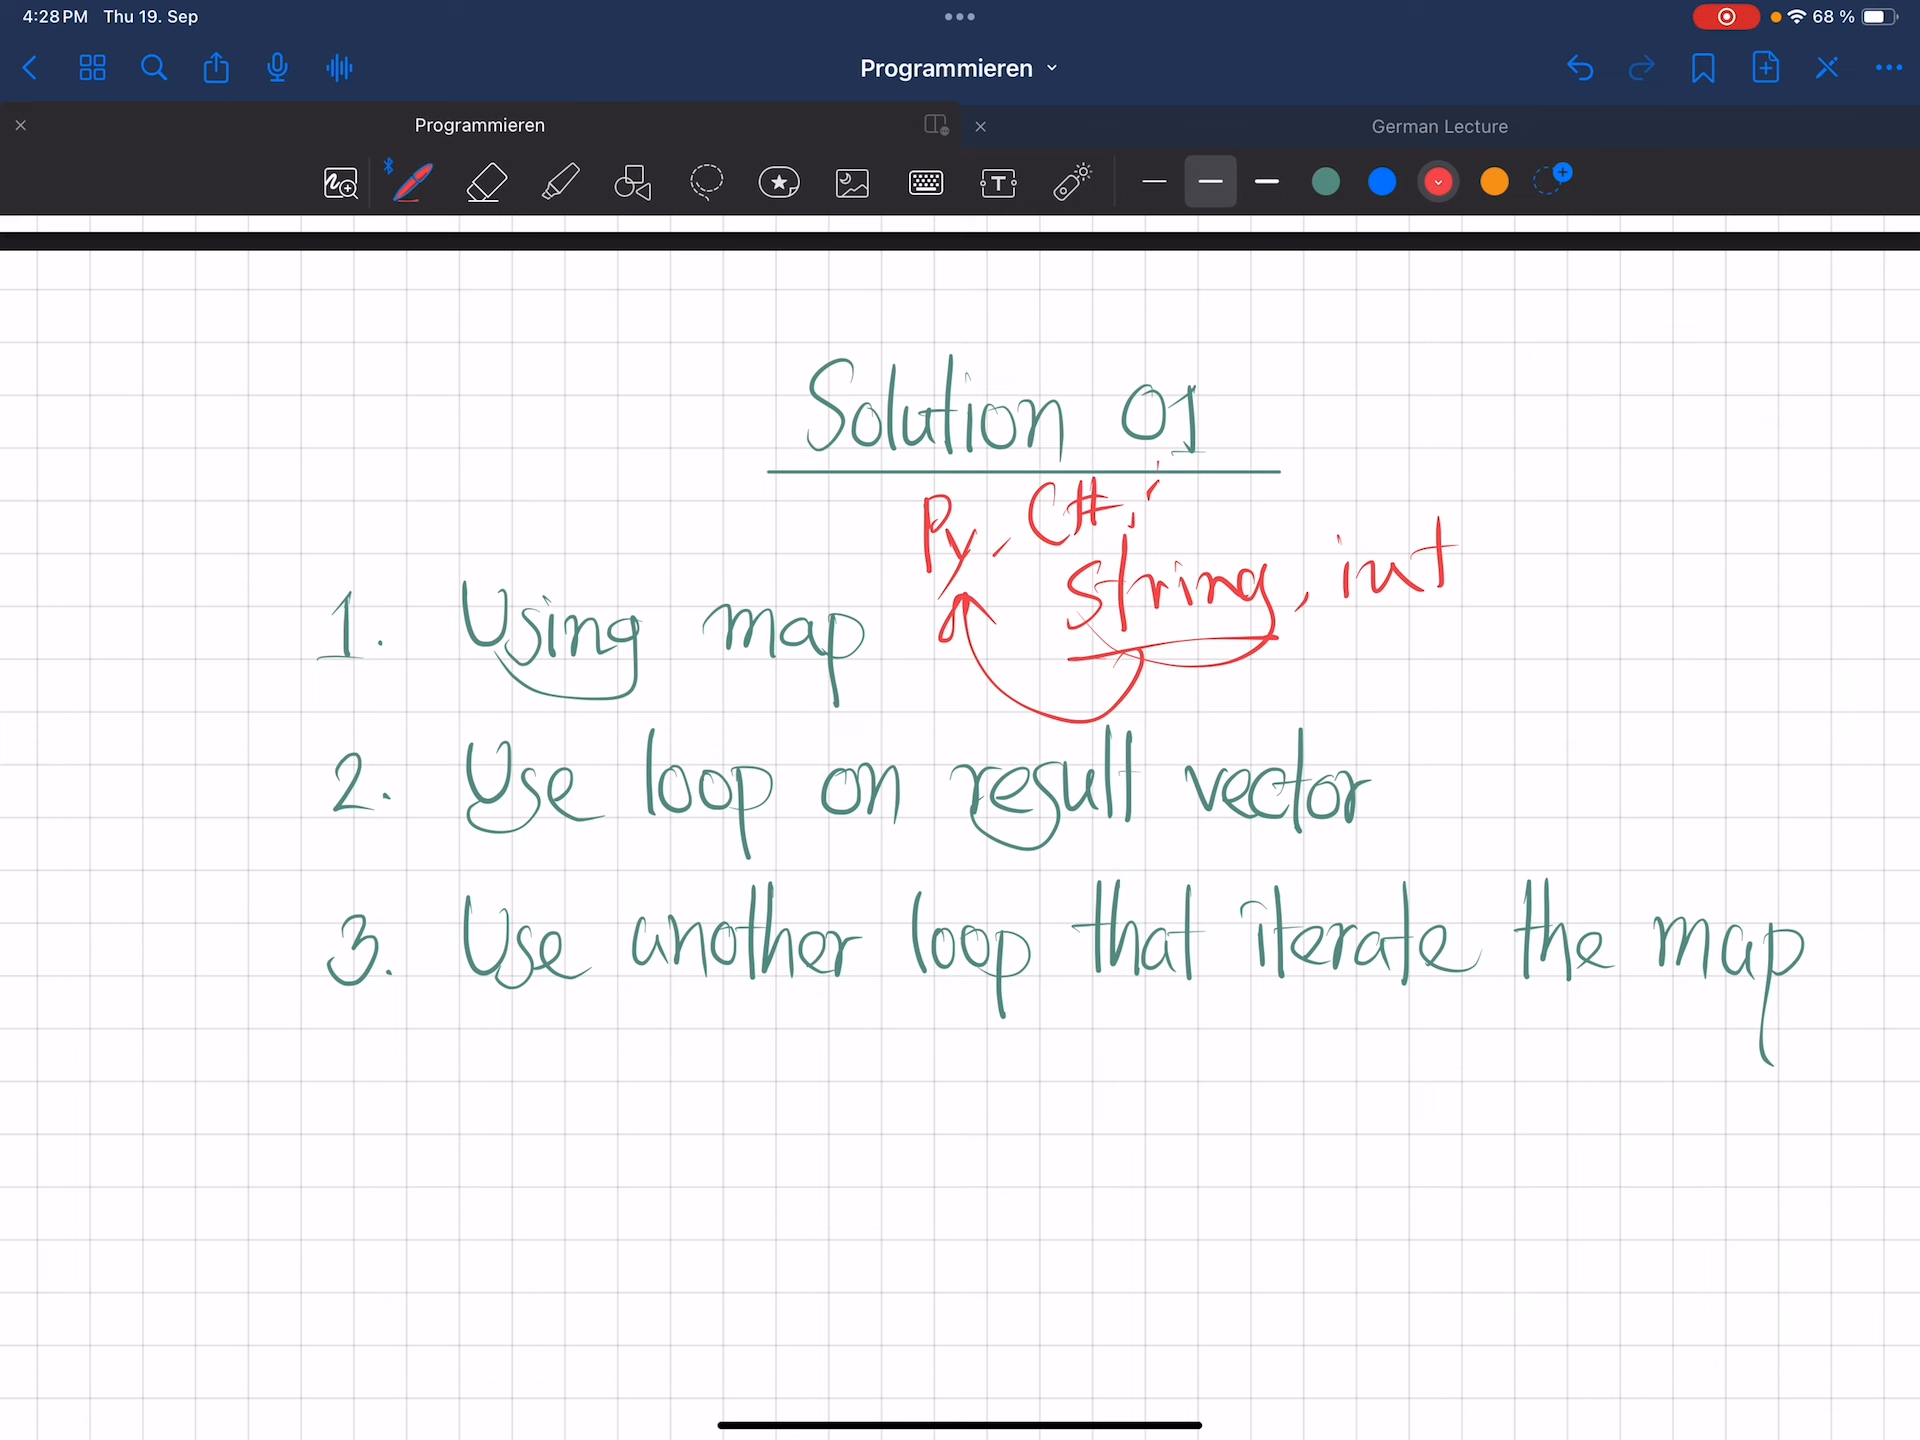 4:28 PM Thu 19. Sep 68 %
Programmieren
Programmieren German Lecture
Solution 01
Py, C#,
string, int
1. Using map
2. Use loop on result vector
3. Use another loop that iterate the map